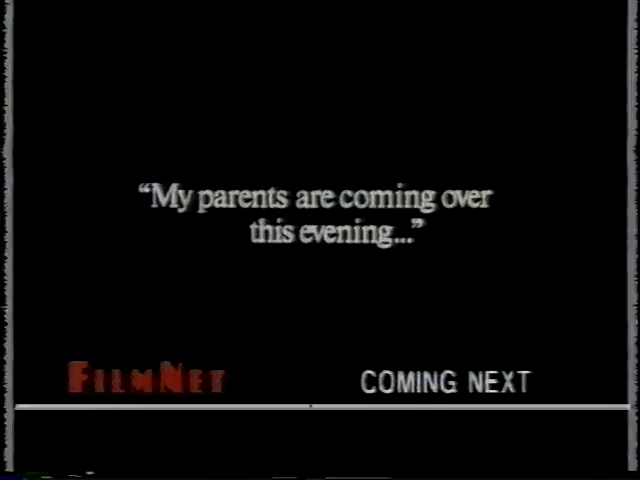 “My parents are coming over
this evening...”
FILMNET
COMING NEXT